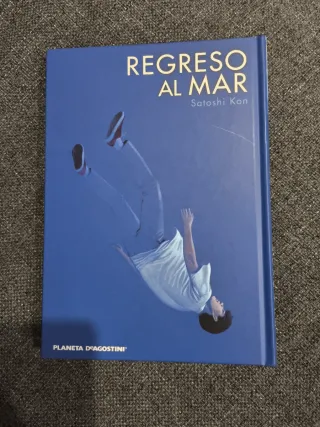 REGRESO
AL MAR
Satoshi Kon
PLANETA DeAGOSTINI